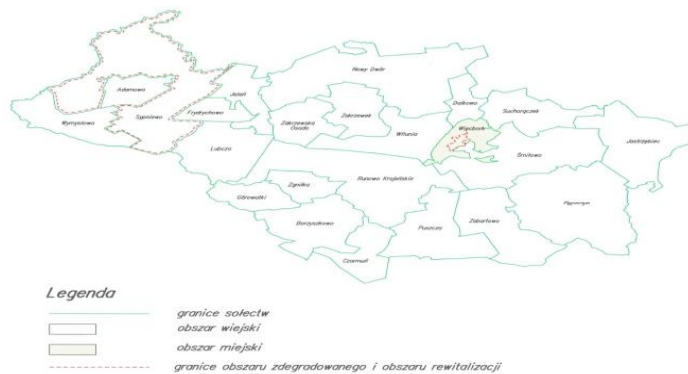 Nowy Dwór
Adamowo
Jeleń
Dalkowo
Suchorączek
Wymysłowo
Sypniewo
Frydrychowo
Zakrzewska Osada
Zakrzewek
Witunia
Więcbork
Jastrzębiec
Lubcza
Śmiłowo
Runowo Krajeńskie
Zgniłka
Górowatki
Pęperzyn
Borzyszkowo
Puszcza
Zabartowo
Czarmuń
Legenda
granice sołectw
obszar wiejski
obszar miejski
granice obszaru zdegradowanego i obszaru rewitalizacji